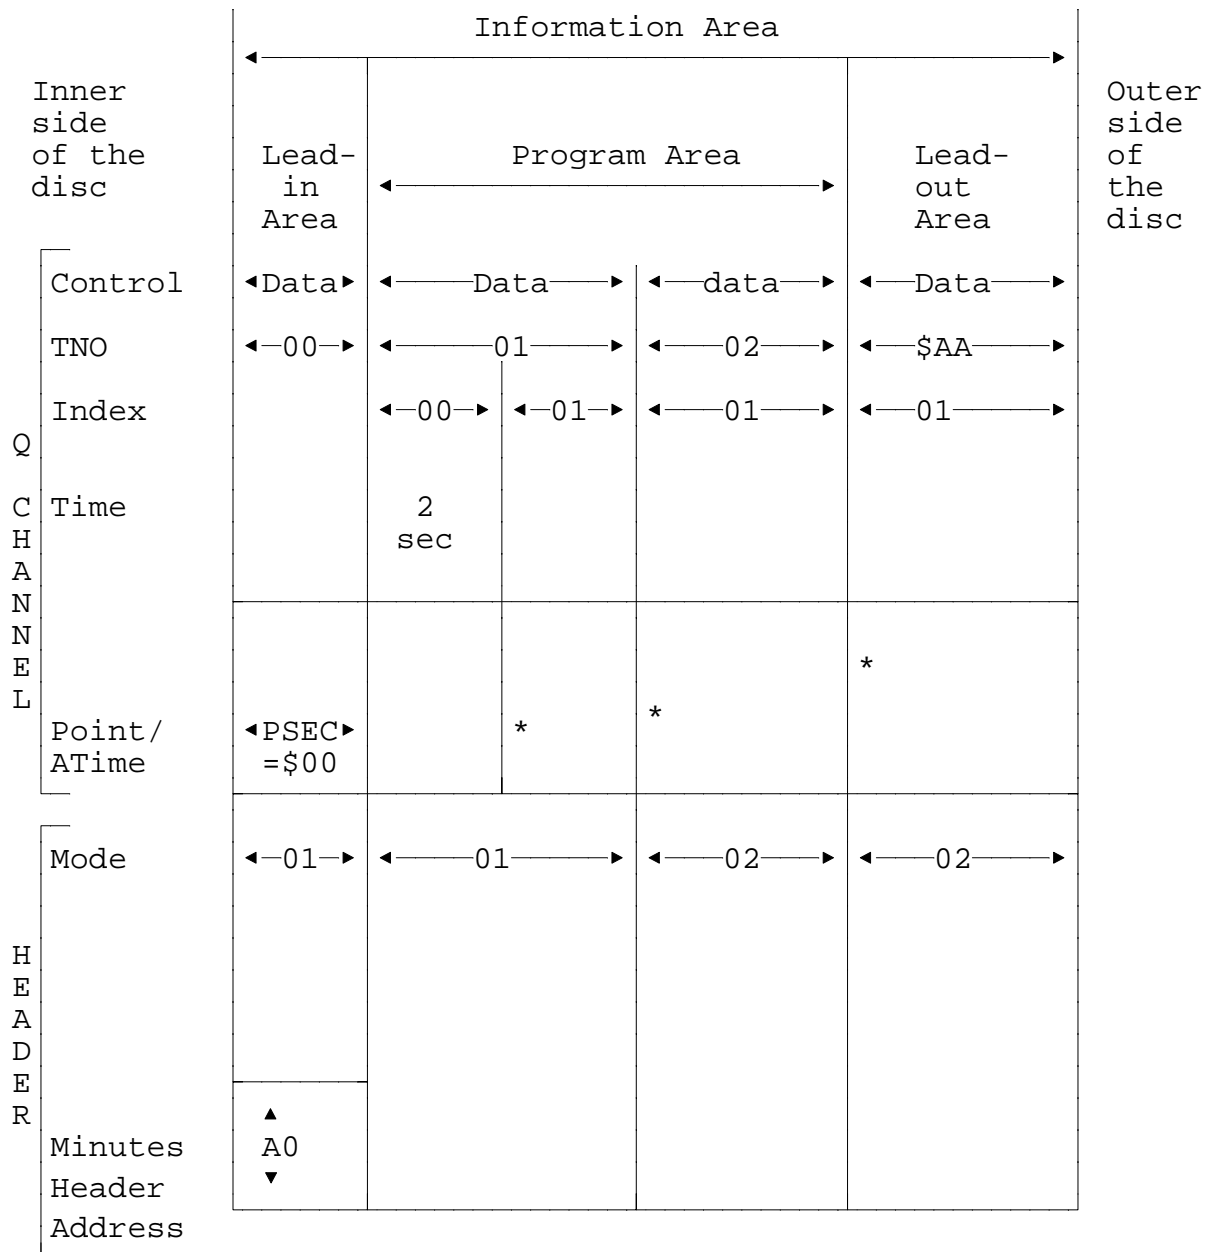 Information Area
Inner
side
of the
disc
Lead-
in
Area
Program Area
Lead-
out
Area
Outer
side
of
the
disc
Q CHANNEL
Control Data Data data Data
TNO 00 01 02 $AA
Index 00 01 01 01
Time 2
sec
* * *
Point/ PSEC
ATime =$00
HEADER
Mode 01 01 02 02
Minutes A0
Header
Address